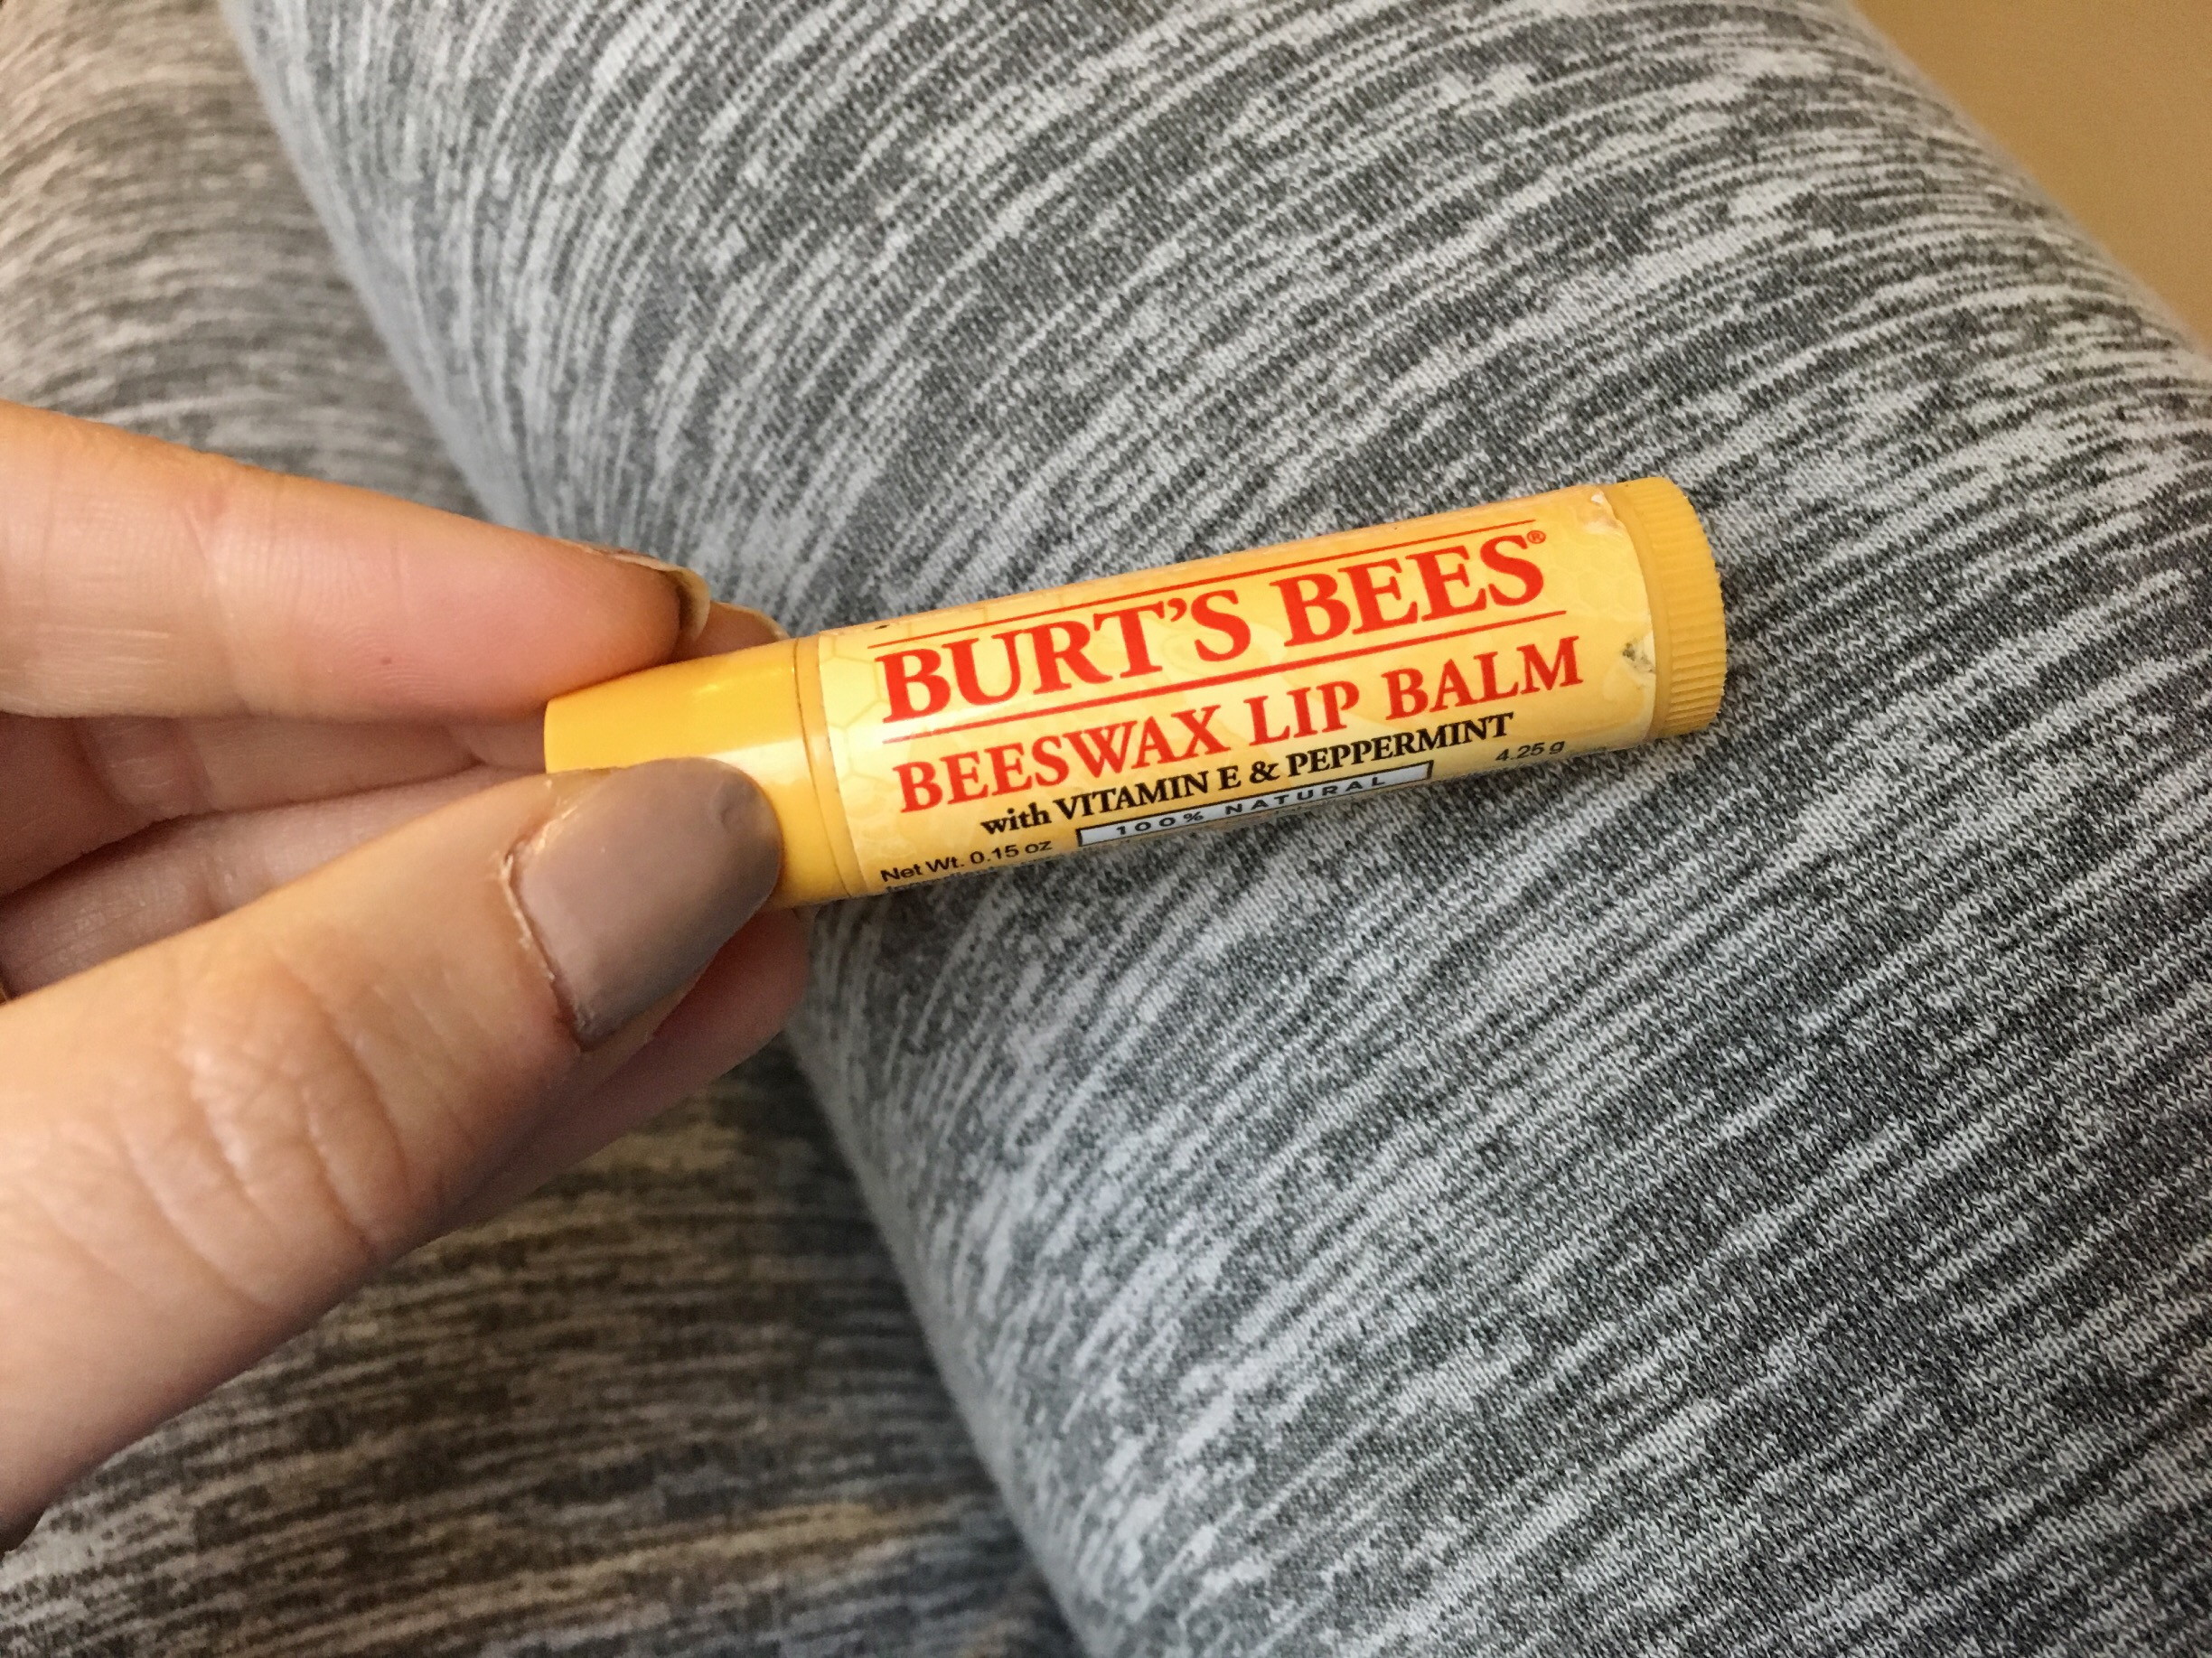 BURT'S BEES®
BEESWAX LIP BALM
with VITAMIN E & PEPPERMINT
100% NATURAL
Net Wt. 0.15 oz 4.25 g